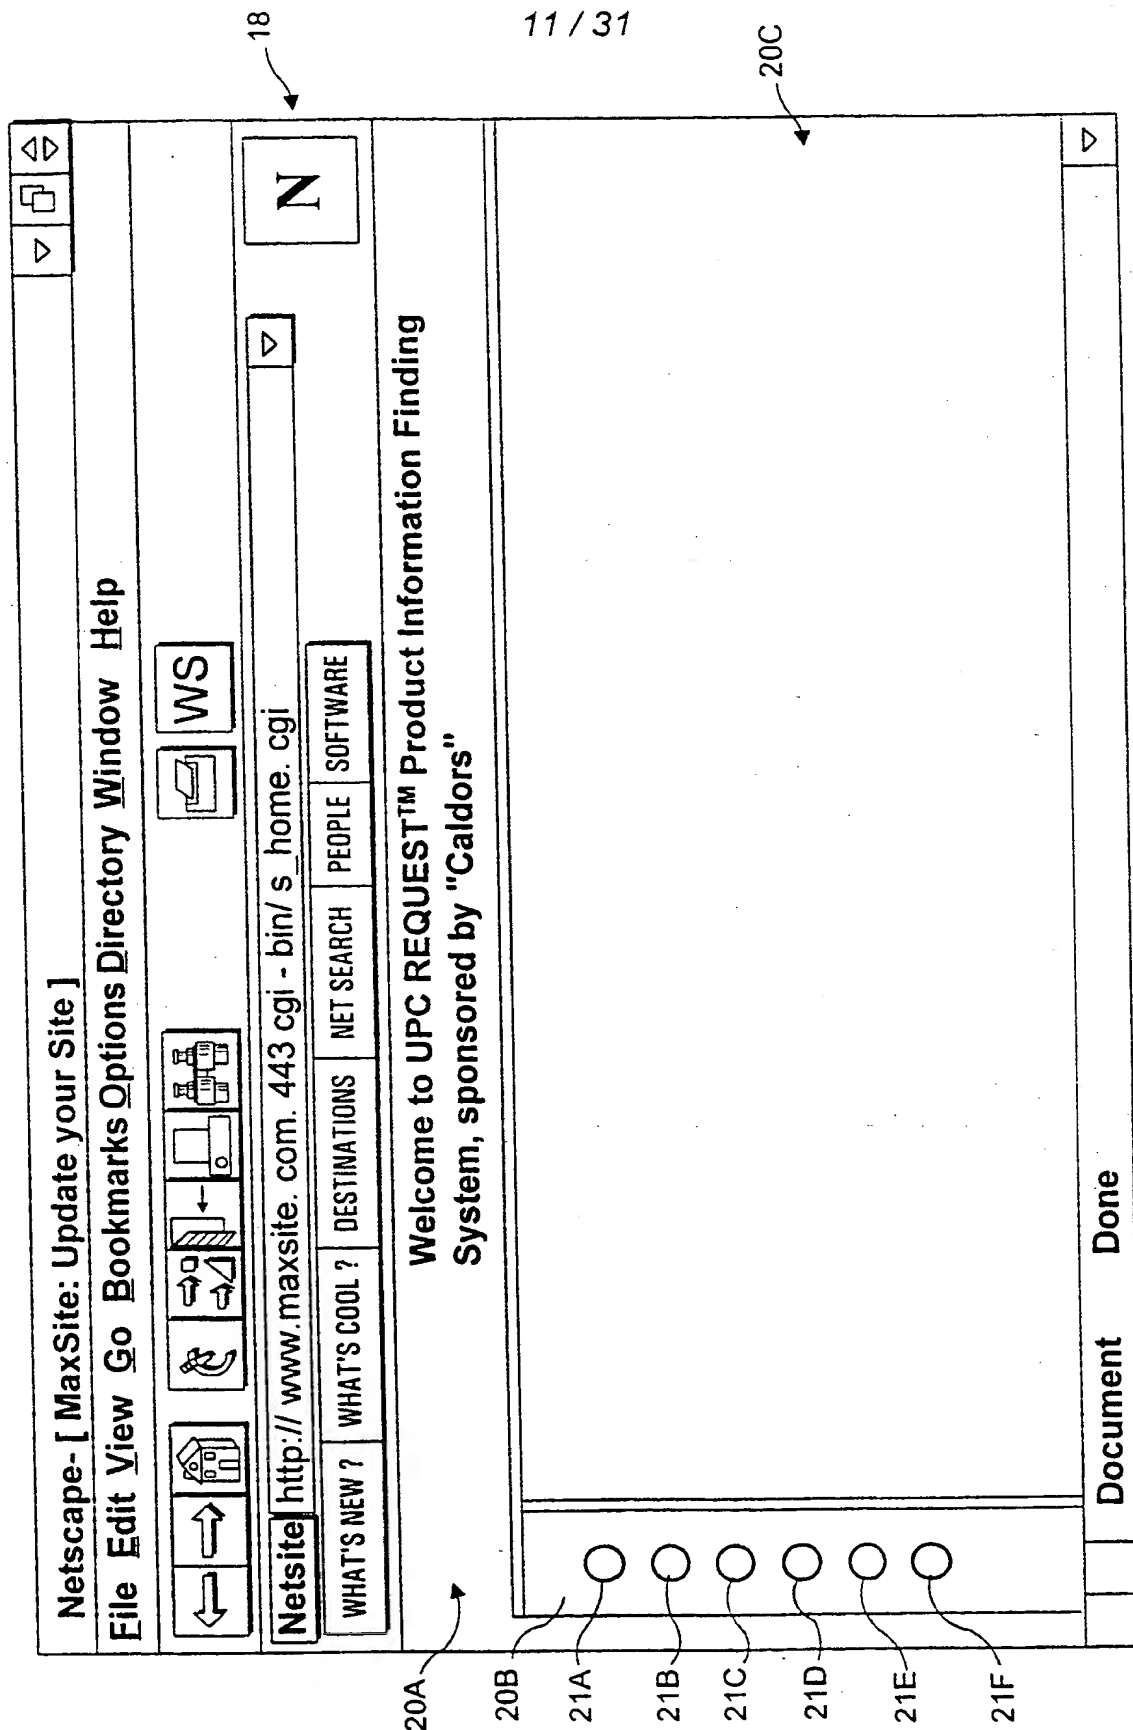 11 / 31
18
Netscape- [ MaxSite: Update your Site ]
File Edit View Go Bookmarks Options Directory Window Help
WS
Netsite http:// www.maxsite. com. 443 cgi - bin/ s_home. cgi
N
WHAT'S NEW ? WHAT'S COOL ? DESTINATIONS NET SEARCH PEOPLE SOFTWARE
Welcome to UPC REQUEST™ Product Information Finding
System, sponsored by "Caldors"
20A
20B
20C
21A
21B
21C
21D
21E
21F
Document Done